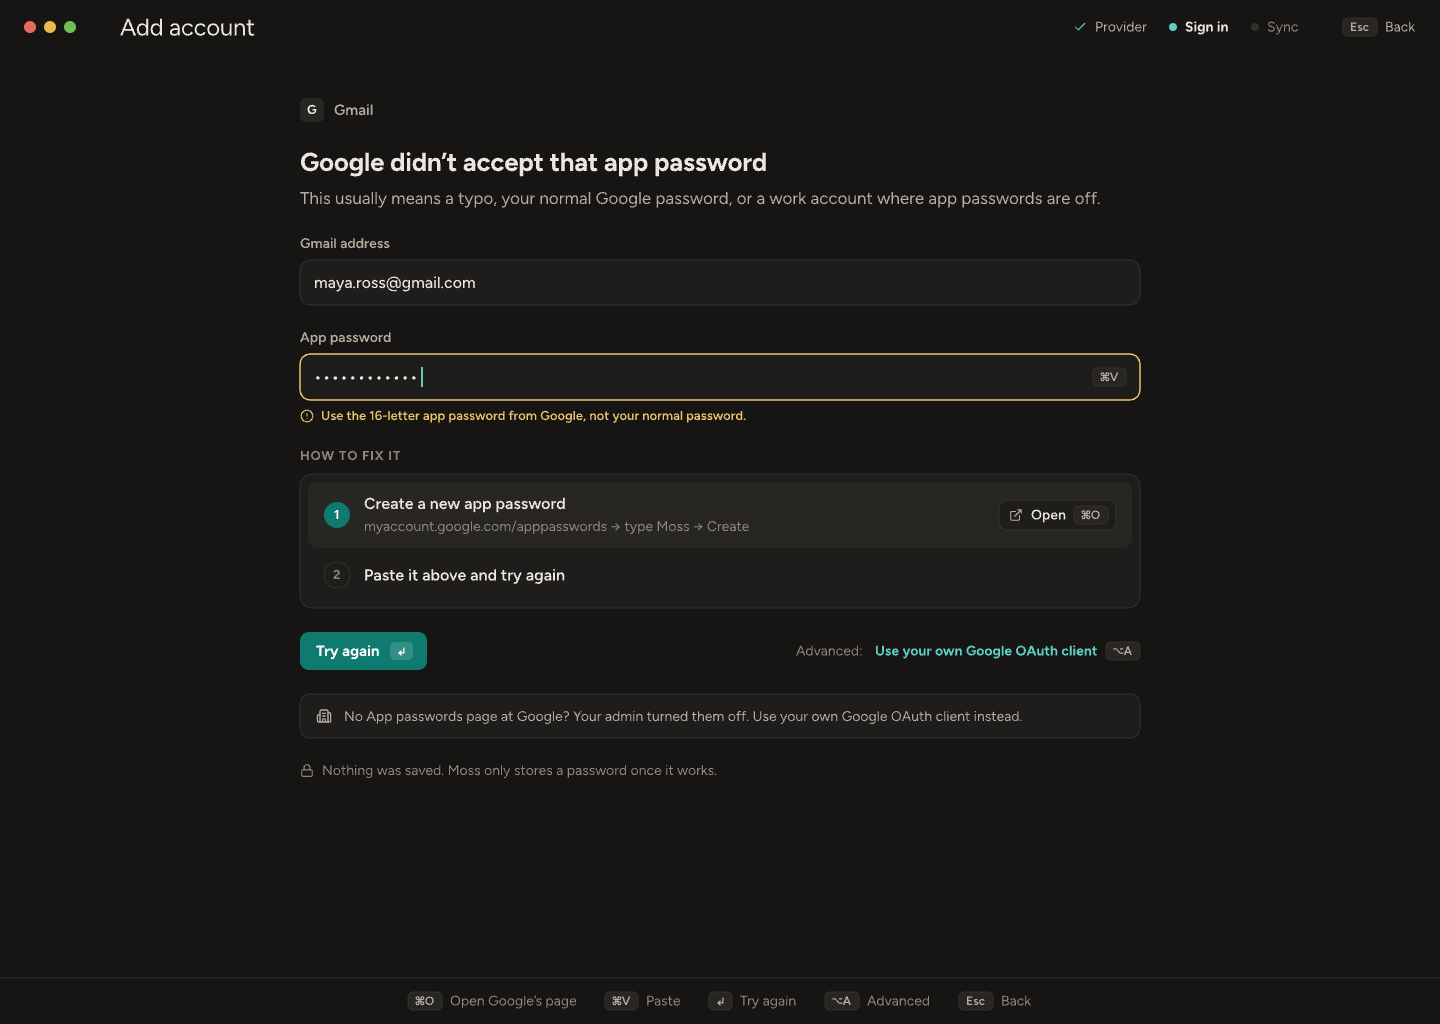 Add account
Provider
Sign in
Sync
Esc Back
G Gmail
Google didn’t accept that app password
This usually means a typo, your normal Google password, or a work account where app passwords are off.
Gmail address
maya.ross@gmail.com
App password
•••••••••••• ⌘V
Use the 16-letter app password from Google, not your normal password.
HOW TO FIX IT
1 Create a new app password
myaccount.google.com/apppasswords → type Moss → Create
Open ⌘O
2 Paste it above and try again
Try again ↵
Advanced: Use your own Google OAuth client ⌥A
No App passwords page at Google? Your admin turned them off. Use your own Google OAuth client instead.
Nothing was saved. Moss only stores a password once it works.
⌘O Open Google’s page ⌘V Paste ↵ Try again ⌥A Advanced Esc Back